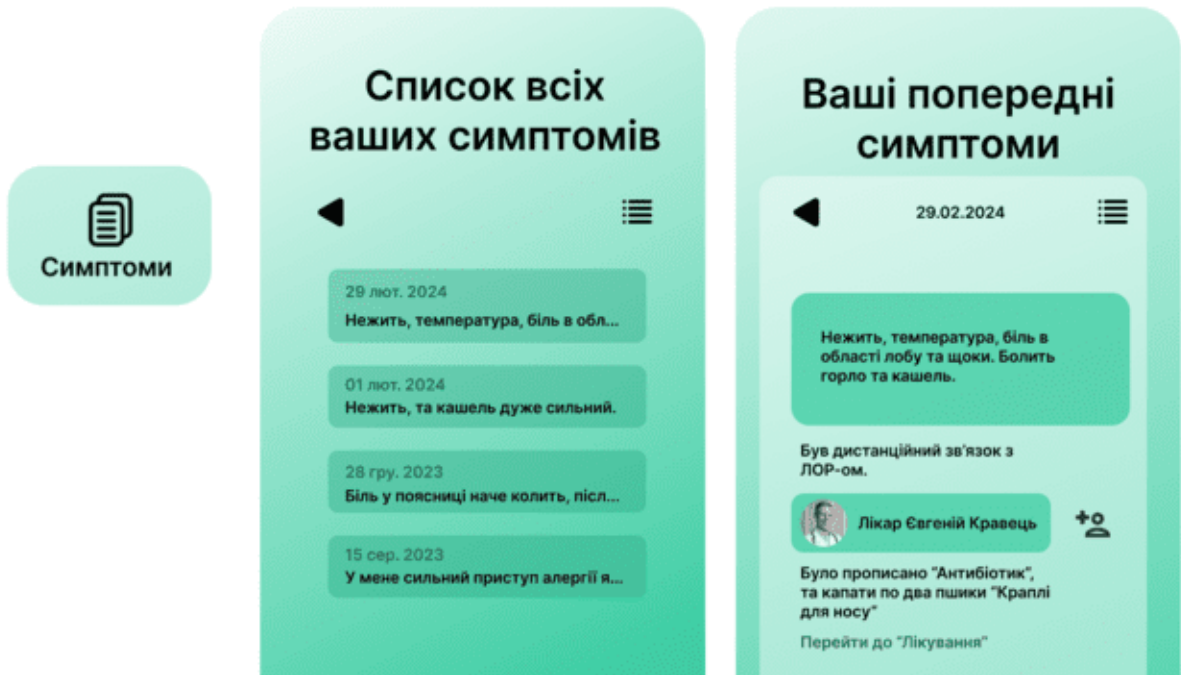 Симптоми
Список всіх
ваших симптомів
29 лют. 2024
Нежить, температура, біль в обл...
01 лют. 2024
Нежить, та кашель дуже сильний.
28 гру. 2023
Біль у поясниці наче колить, післ...
15 сер. 2023
У мене сильний приступ алергії я...
Ваші попередні
симптоми
29.02.2024
Нежить, температура, біль в
області лобу та щоки. Болить
горло та кашель.
Був дистанційний зв'язок з
ЛОР-ом.
Лікар Євгеній Кравець
Було прописано "Антибіотик",
та капати по два пшики "Краплі
для носу"
Перейти до "Лікування"